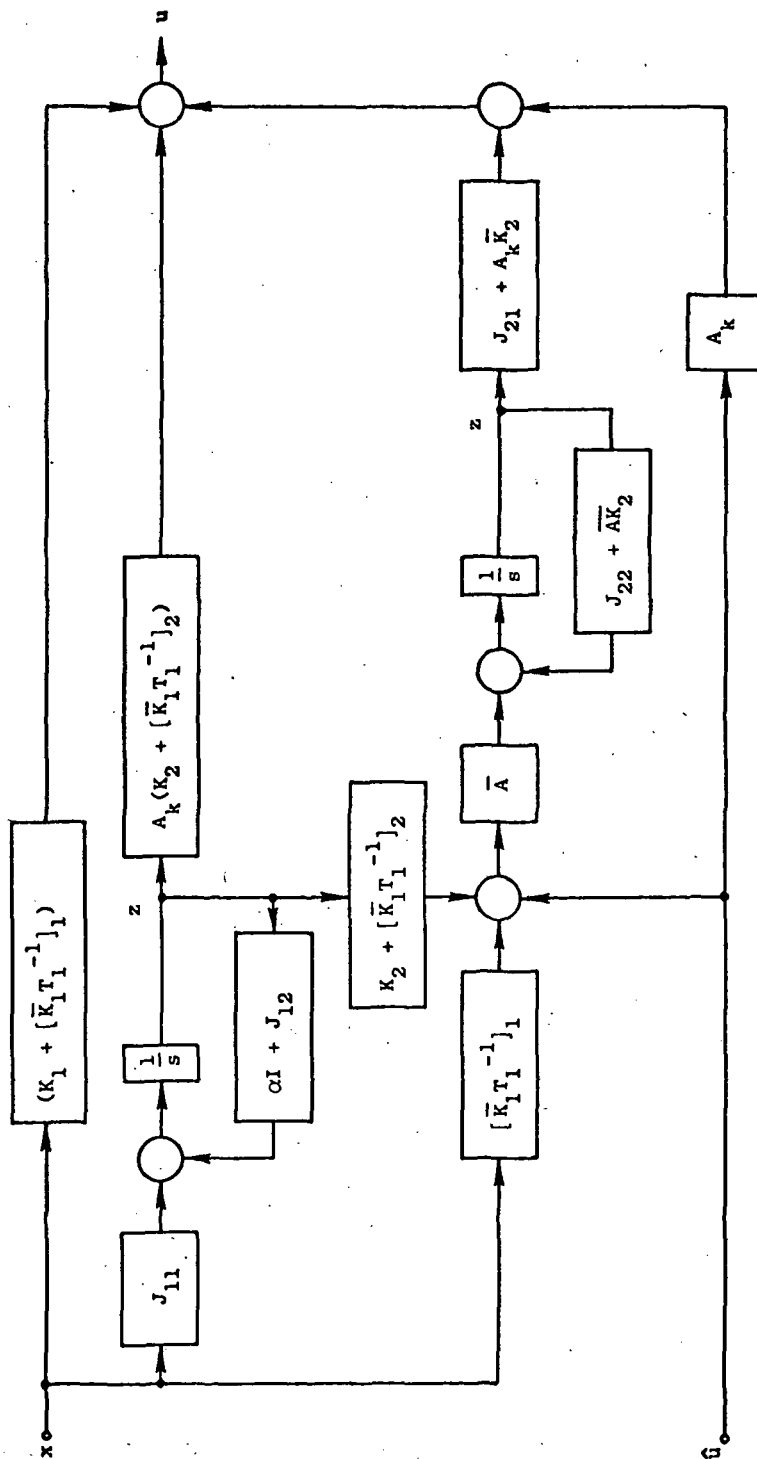 x
(K₁ + [K̅₁T₁⁻¹]₁)
J₁₁
1/s
z
A_k(K₂ + [K̅₁T₁⁻¹]₂)
u
αI + J₁₂
K₂ + [K̅₁T₁⁻¹]₂
[K̅₁T₁⁻¹]₁
A̅
1/s
z
J₂₁ + A_kK̅₂
J₂₂ + A̅K̅₂
û
A_k